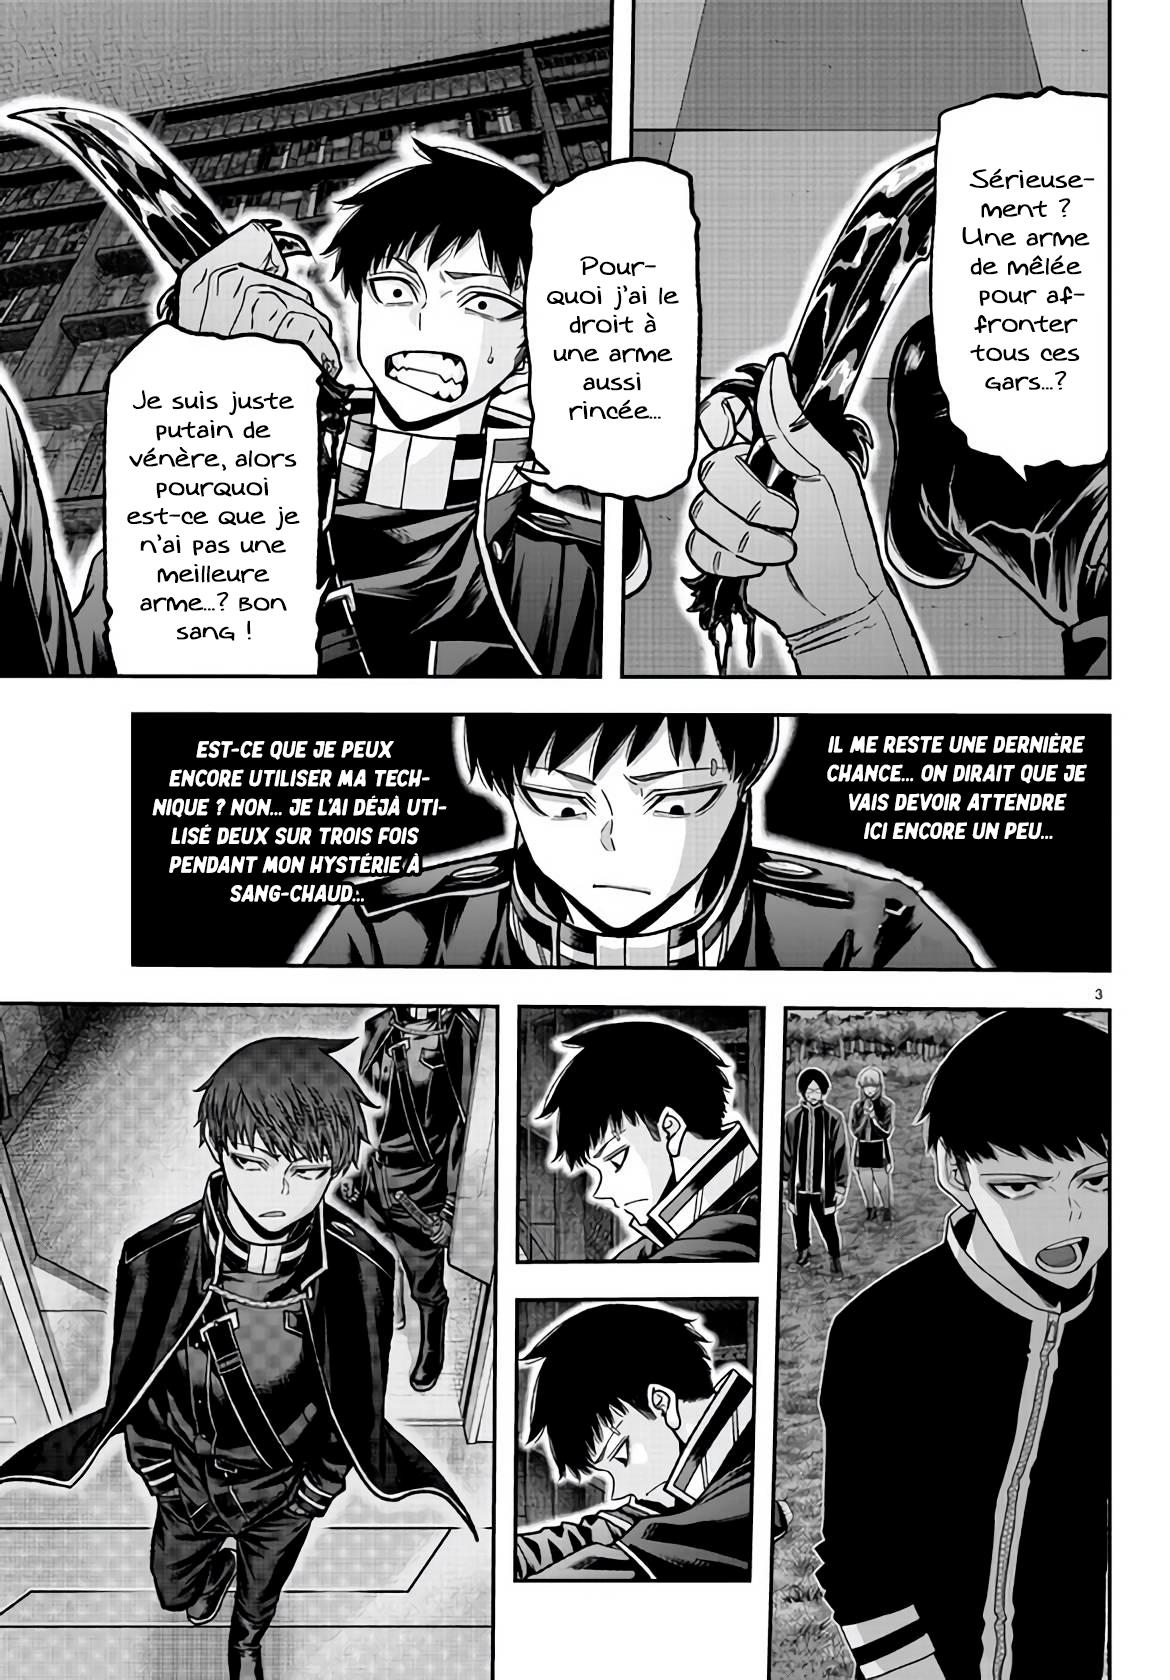 Sérieuse-
ment ?
Une arme
de mêlée
pour af-
fronter
tous ces
gars...?
Pour-
quoi j'ai le
droit à
une arme
aussi
rincée...
Je suis juste
putain de
vénère, alors
pourquoi
est-ce que je
n'ai pas une
meilleure
arme...? Bon
sang !
IL ME RESTE UNE DERNIÈRE
CHANCE... ON DIRAIT QUE JE
VAIS DEVOIR ATTENDRE
ICI ENCORE UN PEU...
EST-CE QUE JE PEUX
ENCORE UTILISER MA TECH-
NIQUE ? NON... JE L'AI DÉJÀ UTI-
LISÉ DEUX SUR TROIS FOIS
PENDANT MON HYSTÉRIE À
SANG-CHAUD...
3